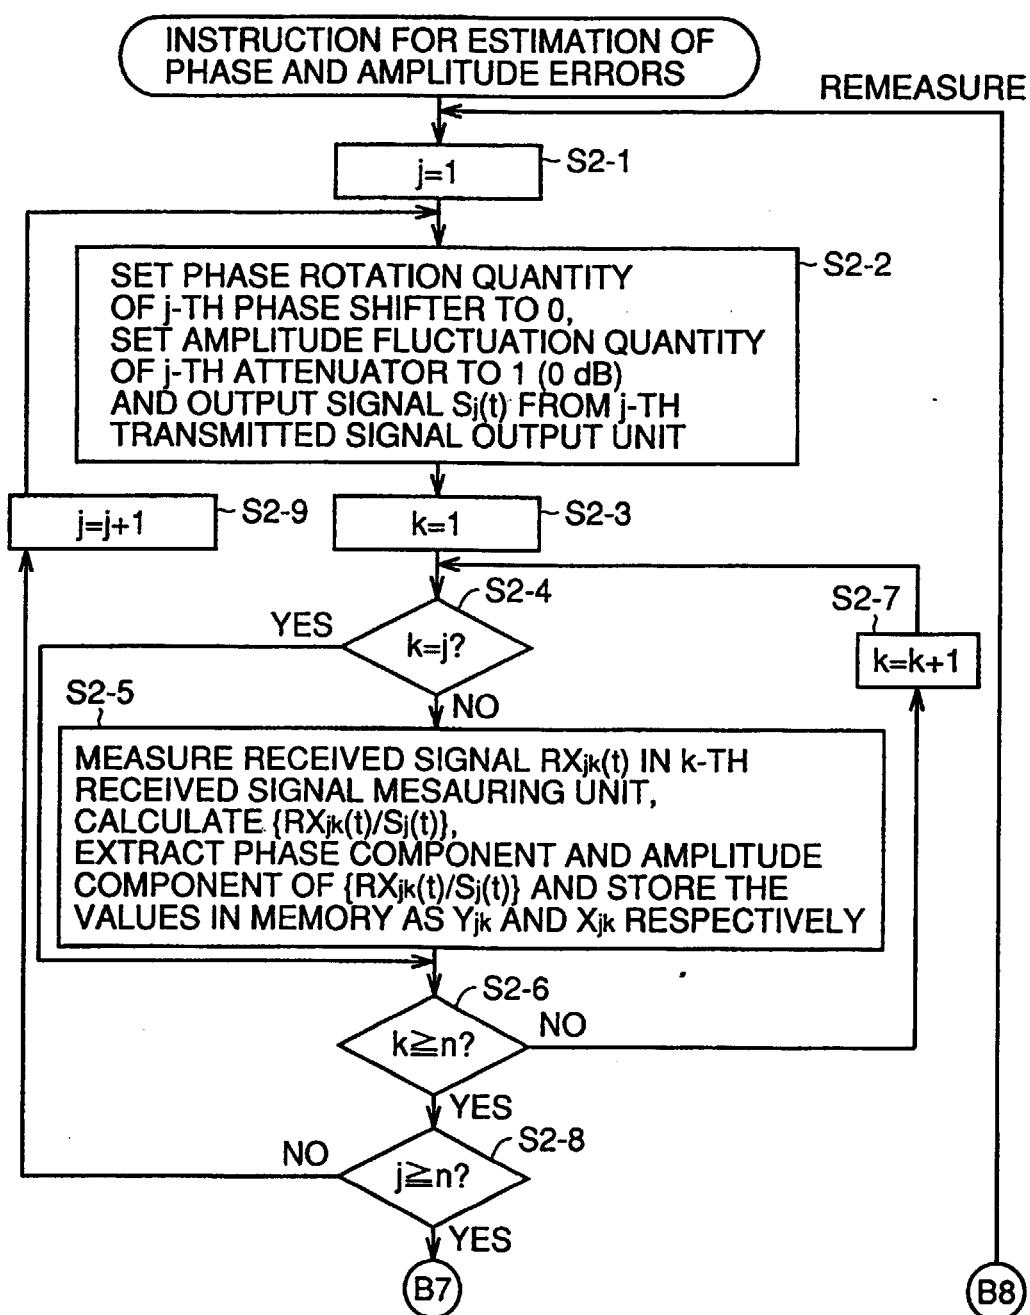 INSTRUCTION FOR ESTIMATION OF
PHASE AND AMPLITUDE ERRORS
REMEASURE
j=1
S2-1
SET PHASE ROTATION QUANTITY
OF j-TH PHASE SHIFTER TO 0,
SET AMPLITUDE FLUCTUATION QUANTITY
OF j-TH ATTENUATOR TO 1 (0 dB)
AND OUTPUT SIGNAL Sj(t) FROM j-TH
TRANSMITTED SIGNAL OUTPUT UNIT
S2-2
j=j+1
S2-9
k=1
S2-3
S2-4
YES
k=j?
NO
S2-7
k=k+1
S2-5
MEASURE RECEIVED SIGNAL RXjk(t) IN k-TH
RECEIVED SIGNAL MESAURING UNIT,
CALCULATE {RXjk(t)/Sj(t)},
EXTRACT PHASE COMPONENT AND AMPLITUDE
COMPONENT OF {RXjk(t)/Sj(t)} AND STORE THE
VALUES IN MEMORY AS Yjk AND Xjk RESPECTIVELY
S2-6
k≧n?
NO
YES
S2-8
NO
j≧n?
YES
B7
B8